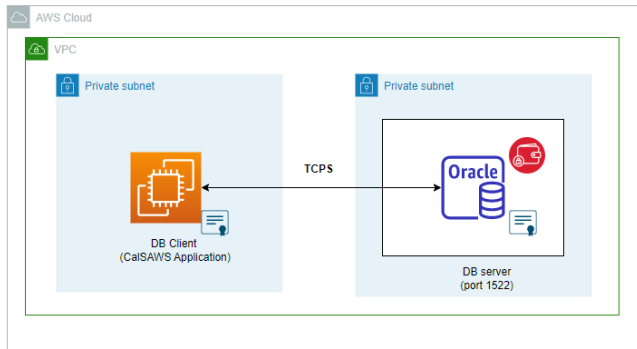 AWS Cloud
VPC
Private subnet
Private subnet
TCPS
Oracle
DB Client
(CalSAWS Application)
DB server
(port 1522)